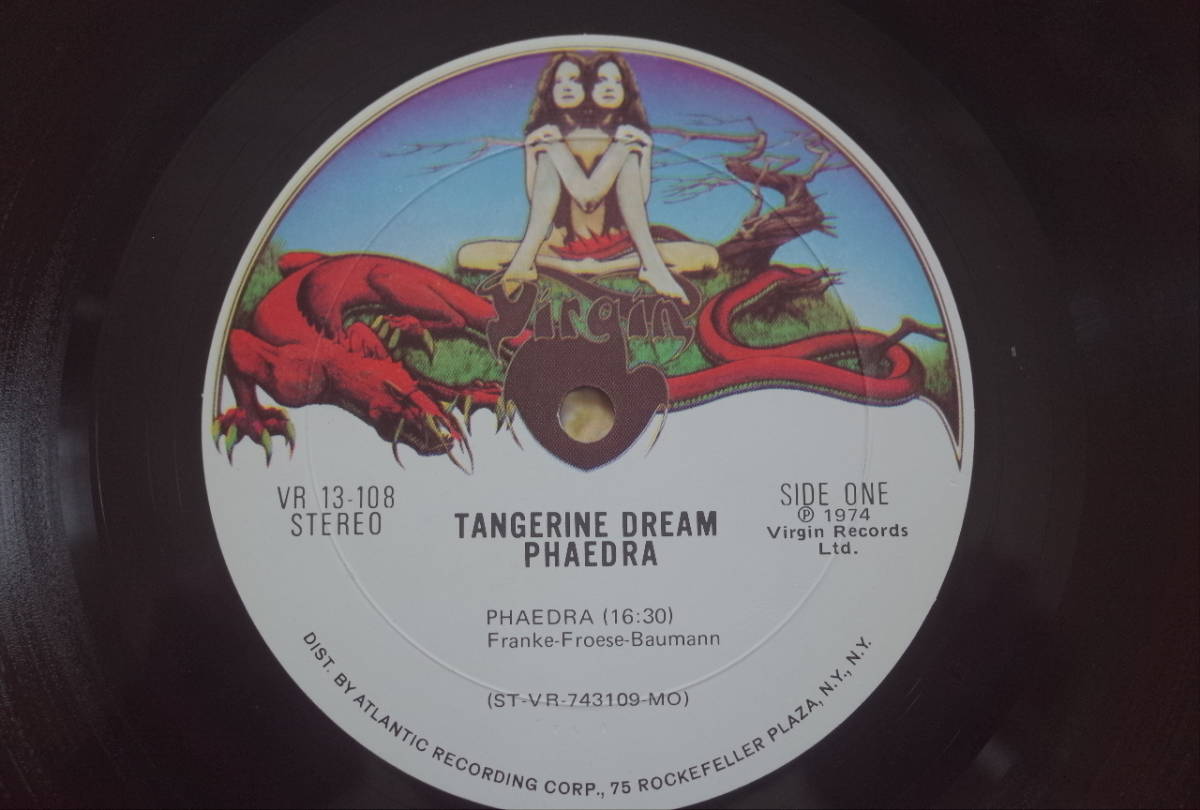 Virgin
VR 13-108
STEREO
TANGERINE DREAM
PHAEDRA
SIDE ONE
℗ 1974
Virgin Records
Ltd.
PHAEDRA (16:30)
Franke-Froese-Baumann
(ST-VR-743109-MO)
DIST. BY ATLANTIC RECORDING CORP., 75 ROCKEFELLER PLAZA, N.Y., N.Y.